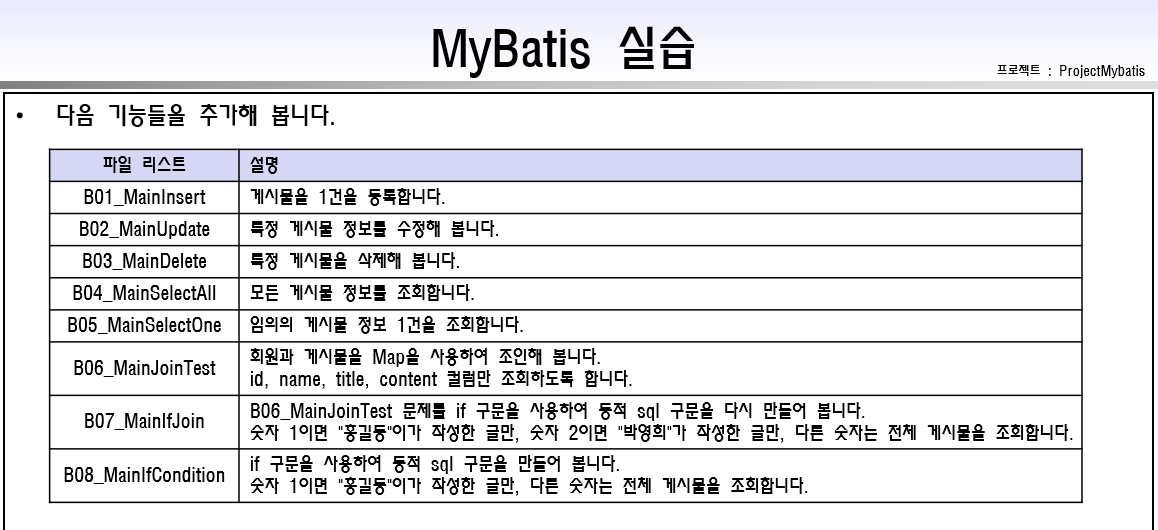 MyBatis 실습
프로젝트 : ProjectMybatis
• 다음 기능들을 추가해 봅니다.
파일 리스트 설명
B01_MainInsert 게시물을 1건을 등록합니다.
B02_MainUpdate 특정 게시물 정보를 수정해 봅니다.
B03_MainDelete 특정 게시물을 삭제해 봅니다.
B04_MainSelectAll 모든 게시물 정보를 조회합니다.
B05_MainSelectOne 임의의 게시물 정보 1건을 조회합니다.
B06_MainJoinTest
회원과 게시물을 Map을 사용하여 조인해 봅니다.
id, name, title, content 컬럼만 조회하도록 합니다.
B07_MainIfJoin
B06_MainJoinTest 문제를 if 구문을 사용하여 동적 sql 구문을 다시 만들어 봅니다.
숫자 1이면 "홍길동"이가 작성한 글만, 숫자 2이면 "박영희"가 작성한 글만, 다른 숫자는 전체 게시물을 조회합니다.
B08_MainIfCondition
if 구문을 사용하여 동적 sql 구문을 만들어 봅니다.
숫자 1이면 "홍길동"이가 작성한 글만, 다른 숫자는 전체 게시물을 조회합니다.